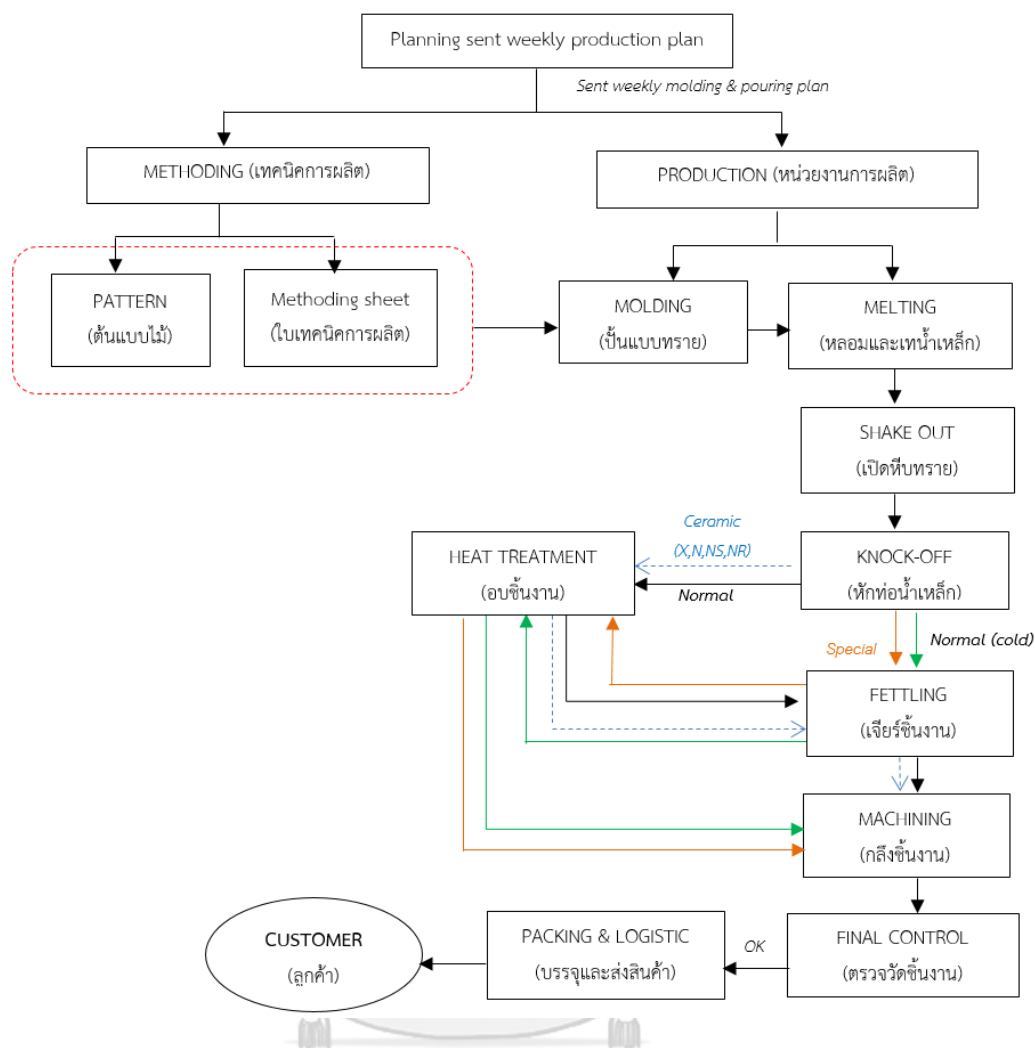 Planning sent weekly production plan
Sent weekly molding & pouring plan
METHODING (เทคนิคการผลิต)
PRODUCTION (หน่วยงานการผลิต)
PATTERN
(ต้นแบบไม้)
Methoding sheet
(ใบเทคนิคการผลิต)
MOLDING
(ปั้นแบบทราย)
MELTING
(หลอมและเทน้ำเหล็ก)
SHAKE OUT
(เปิดหีบทราย)
Ceramic
(X,N,NS,NR)
HEAT TREATMENT
(อบชิ้นงาน)
Normal
KNOCK-OFF
(หักท่อน้ำเหล็ก)
Special
Normal (cold)
FETTLING
(เจียร์ชิ้นงาน)
MACHINING
(กลึงชิ้นงาน)
CUSTOMER
(ลูกค้า)
PACKING & LOGISTIC
(บรรจุและส่งสินค้า)
OK
FINAL CONTROL
(ตรวจวัดชิ้นงาน)